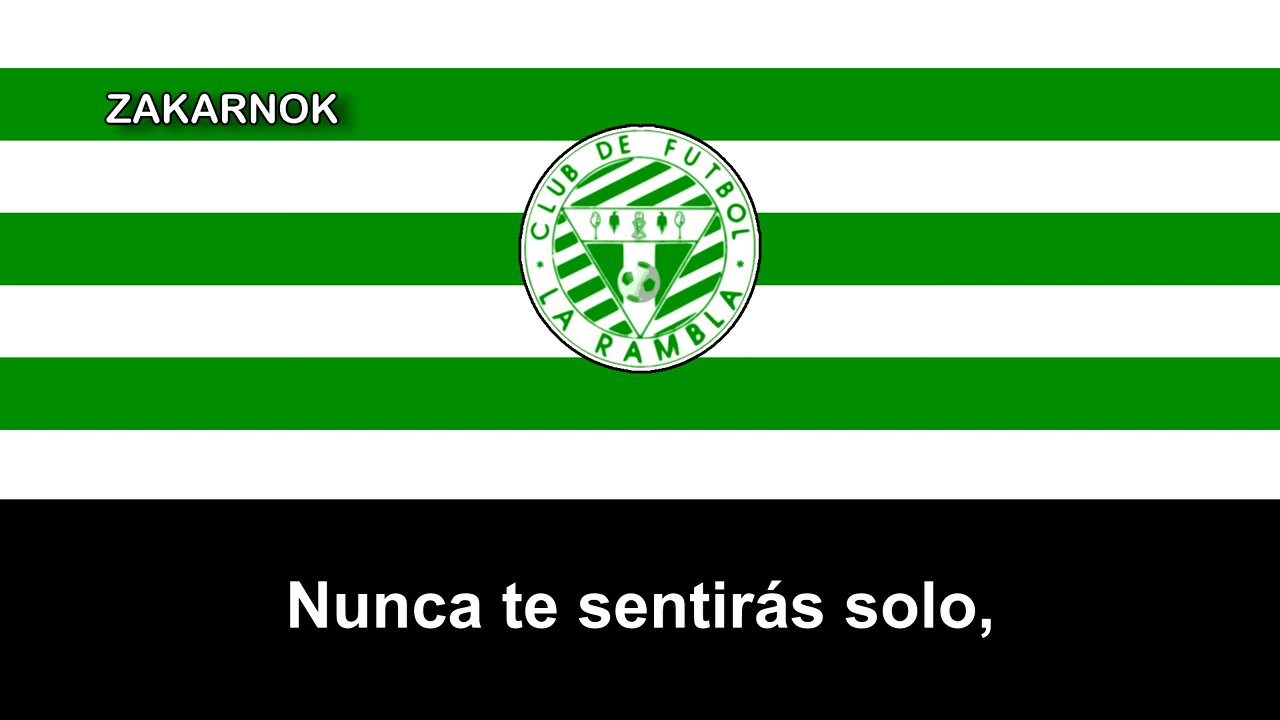 ZAKARNOK
CLUB DE FUTBOL
LA RAMBLA
Nunca te sentirás solo,